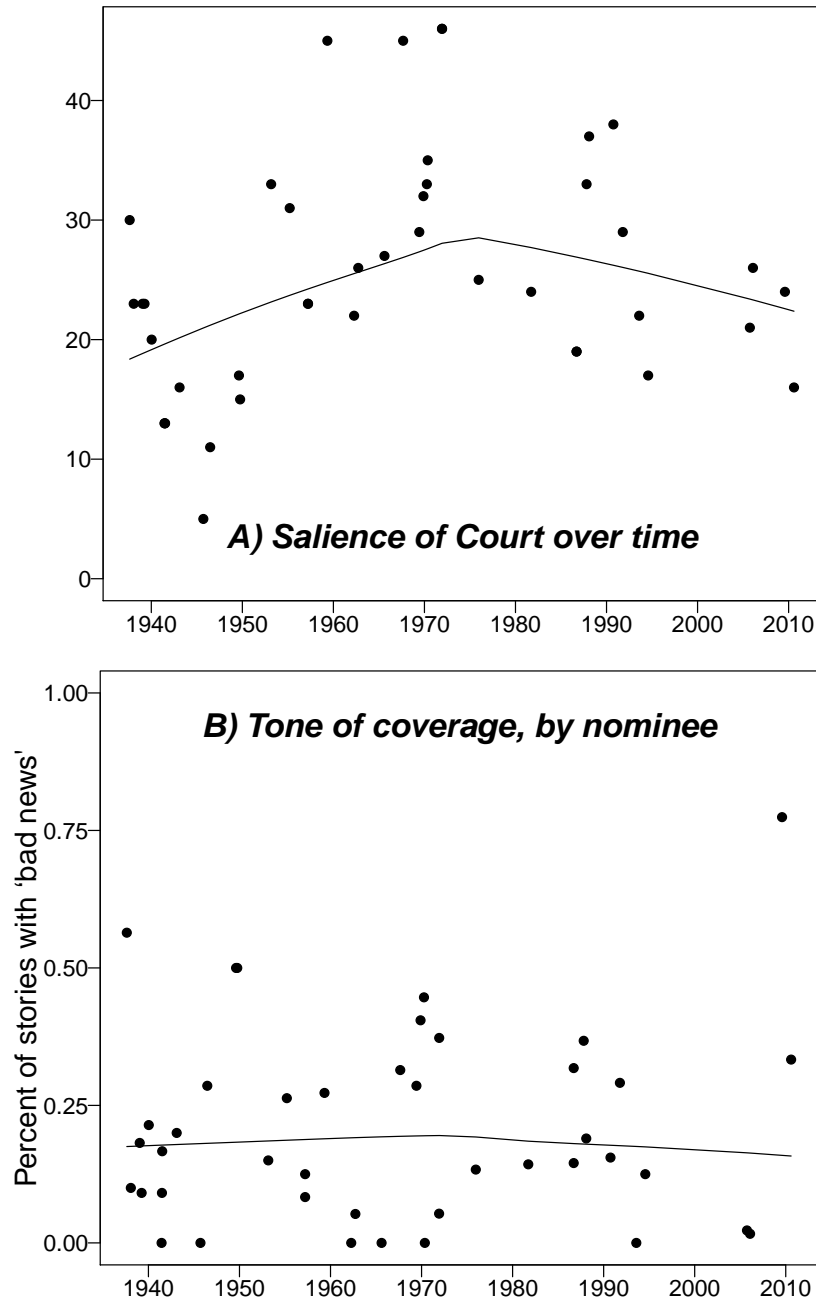 40
30
20
10
0
A) Salience of Court over time
1940 1950 1960 1970 1980 1990 2000 2010
B) Tone of coverage, by nominee
Percent of stories with ‘bad news’
1.00
0.75
0.50
0.25
0.00
1940 1950 1960 1970 1980 1990 2000 2010